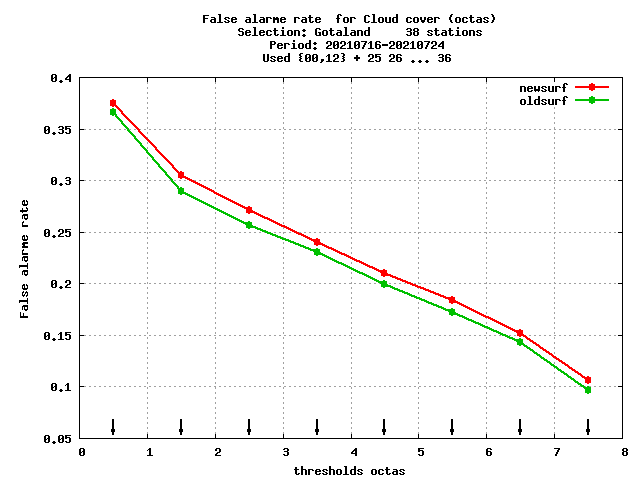 False alarme rate  for Cloud cover (octas)
Selection: Gotaland     38 stations
Period: 20210716-20210724
Used {00,12} + 25 26 ... 36
newsurf
oldsurf
False alarme rate
0.4
0.35
0.3
0.25
0.2
0.15
0.1
0.05
0 1 2 3 4 5 6 7 8
thresholds octas